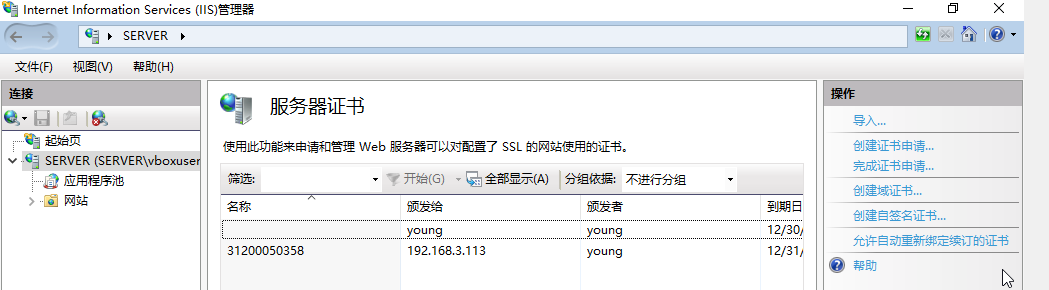 Internet Information Services (IIS)管理器
SERVER
文件(F) 视图(V) 帮助(H)
连接
起始页
SERVER (SERVER\vboxuser
应用程序池
网站
服务器证书
使用此功能来申请和管理 Web 服务器可以对配置了 SSL 的网站使用的证书。
筛选: 开始(G) 全部显示(A) 分组依据: 不进行分组
名称 颁发给 颁发者 到期日
young young 12/30/
31200050358 192.168.3.113 young 12/31/
操作
导入...
创建证书申请...
完成证书申请...
创建域证书...
创建自签名证书...
允许自动重新绑定续订的证书
帮助